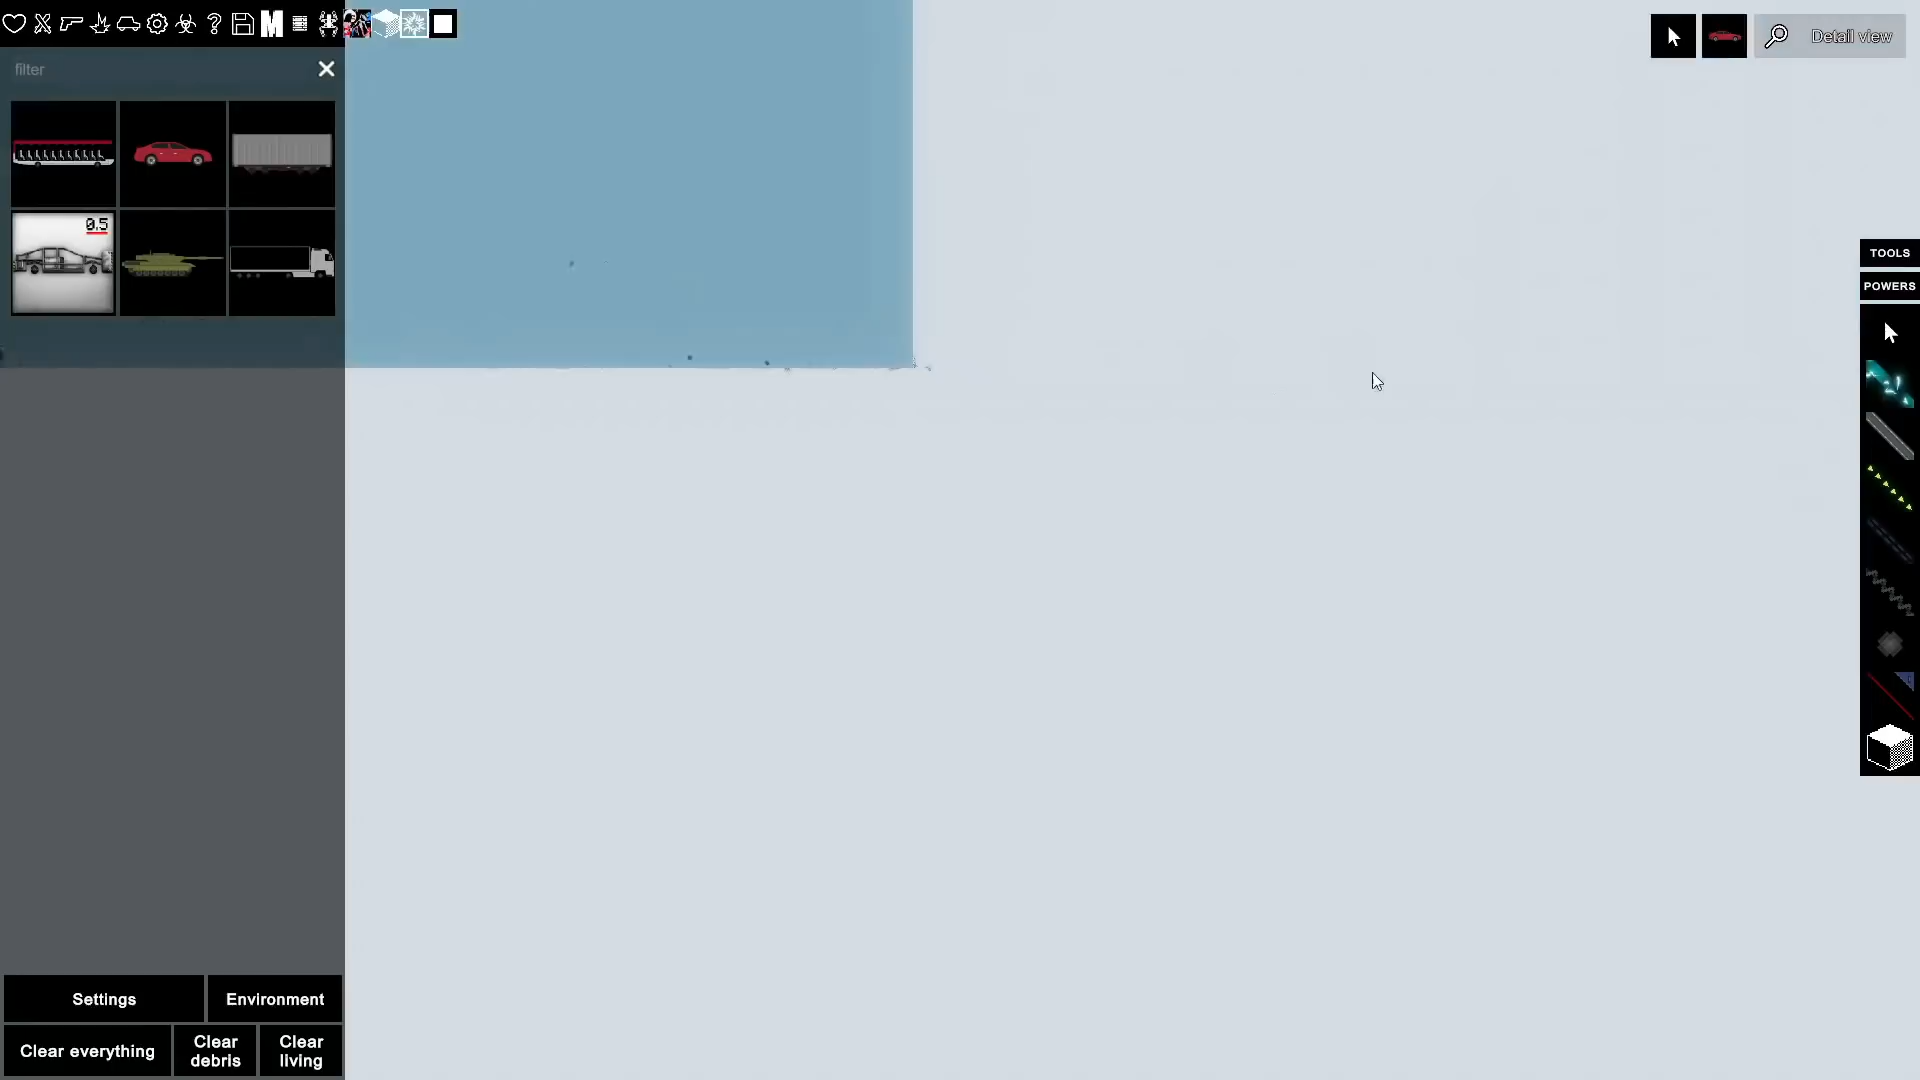 filter
Detail view
0.5
TOOLS
POWERS
Settings
Environment
Clear everything
Clear
debris
Clear
living